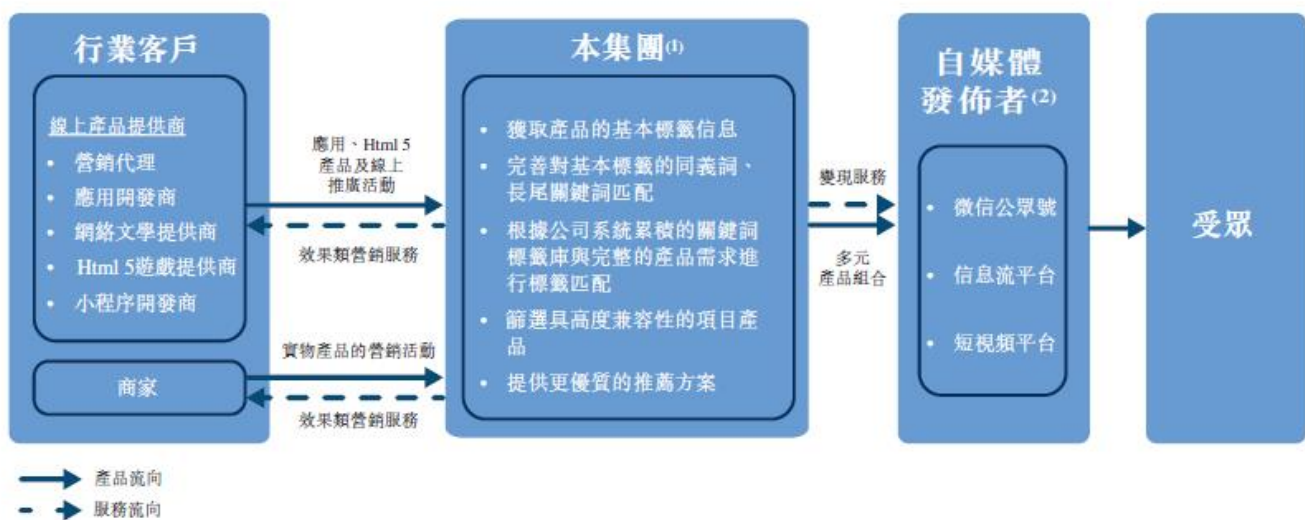 行業客戶
線上產品提供商
• 營銷代理
• 應用開發商
• 網絡文學提供商
• Html 5遊戲提供商
• 小程序開發商
商家
應用、Html 5
產品及線上
推廣活動
效果類營銷服務
實物產品的營銷活動
效果類營銷服務
本集團(1)
• 獲取產品的基本標籤信息
• 完善對基本標籤的同義詞、
長尾關鍵詞匹配
• 根據公司系統累積的關鍵詞
標籤庫與完整的產品需求進
行標籤匹配
• 篩選具高度兼容性的項目產
品
• 提供更優質的推薦方案
變現服務
多元
產品組合
自媒體
發佈者(2)
• 微信公眾號
• 信息流平台
• 短視頻平台
受眾
產品流向
服務流向